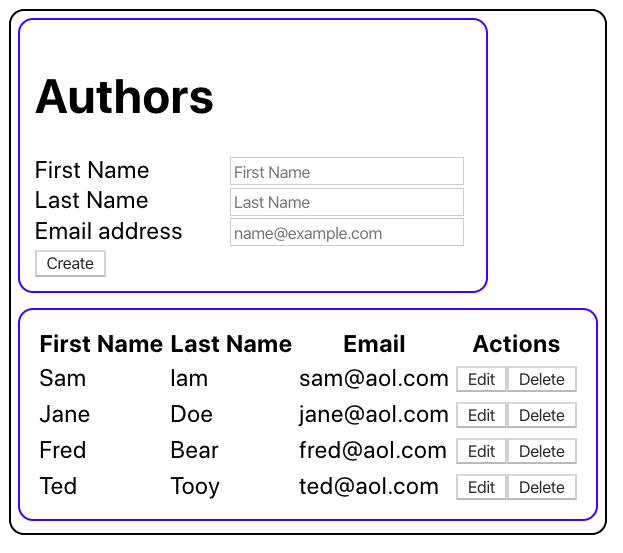 Authors
First Name First Name
Last Name Last Name
Email address name@example.com
Create
First Name Last Name Email Actions
Sam Iam sam@aol.com Edit Delete
Jane Doe jane@aol.com Edit Delete
Fred Bear fred@aol.com Edit Delete
Ted Tooy ted@aol.com Edit Delete